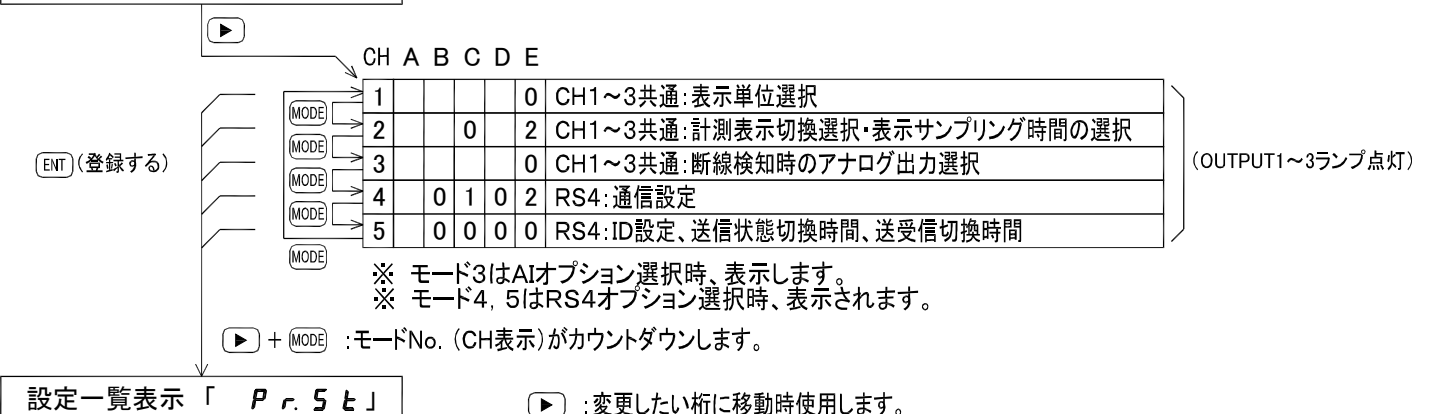 ▶
CH A B C D E
1 0 CH1～3共通:表示単位選択
MODE
2 0 2 CH1～3共通:計測表示切換選択・表示サンプリング時間の選択
MODE
ENT (登録する)
3 0 CH1～3共通:断線検知時のアナログ出力選択
(OUTPUT1～3ランプ点灯)
MODE
4 0 1 0 2 RS4:通信設定
MODE
5 0 0 0 0 RS4:ID設定、送信状態切換時間、送受信切換時間
MODE
※ モード3はAIオプション選択時、表示します。
※ モード4, 5はRS4オプション選択時、表示されます。
▶ + MODE :モードNo. (CH表示)がカウントダウンします。
設定一覧表示 「 Pr.St」
▶ :変更したい桁に移動時使用します。